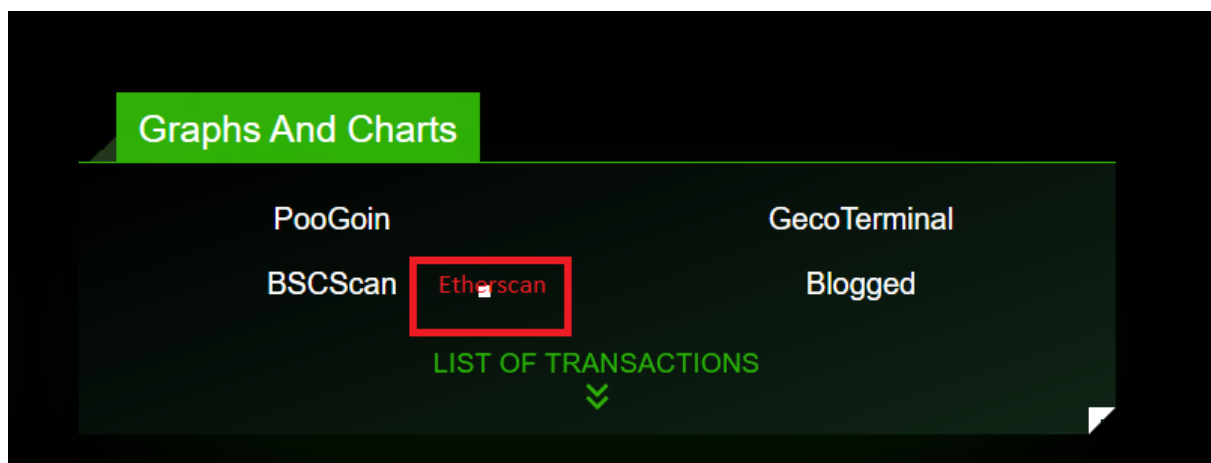 Graphs And Charts
PooGoin GecoTerminal
BSCScan Etherscan Blogged
LIST OF TRANSACTIONS